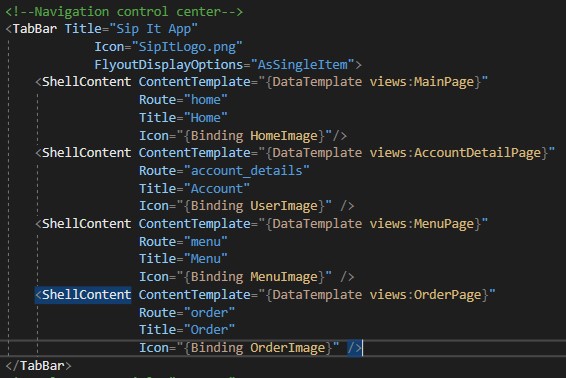 <!--Navigation control center-->
<TabBar Title="Sip It App"
Icon="SipItLogo.png"
FlyoutDisplayOptions="AsSingleItem">
<ShellContent ContentTemplate="{DataTemplate views:MainPage}"
Route="home"
Title="Home"
Icon="{Binding HomeImage}"/>
<ShellContent ContentTemplate="{DataTemplate views:AccountDetailPage}"
Route="account_details"
Title="Account"
Icon="{Binding UserImage}" />
<ShellContent ContentTemplate="{DataTemplate views:MenuPage}"
Route="menu"
Title="Menu"
Icon="{Binding MenuImage}" />
<ShellContent ContentTemplate="{DataTemplate views:OrderPage}"
Route="order"
Title="Order"
Icon="{Binding OrderImage}" />
</TabBar>